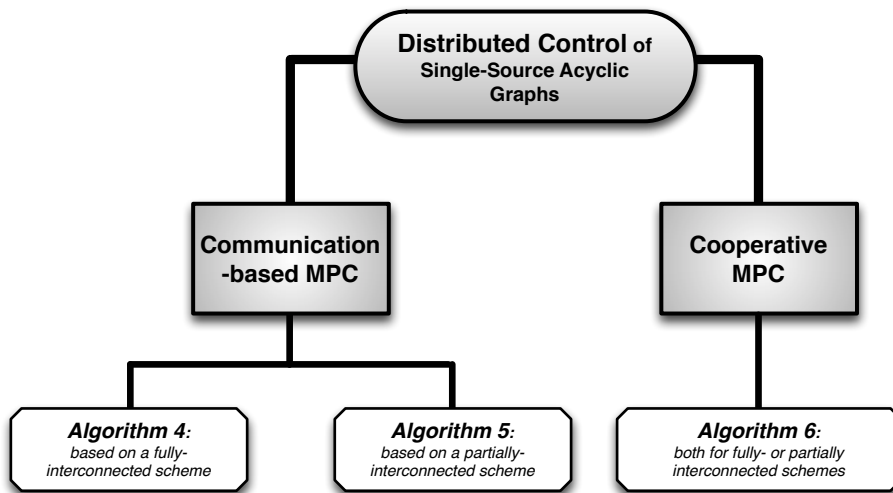 Distributed Control of
Single-Source Acyclic
Graphs
Communication
-based MPC
Cooperative
MPC
Algorithm 4:
based on a fully-
interconnected scheme
Algorithm 5:
based on a partially-
interconnected scheme
Algorithm 6:
both for fully- or partially
interconnected schemes